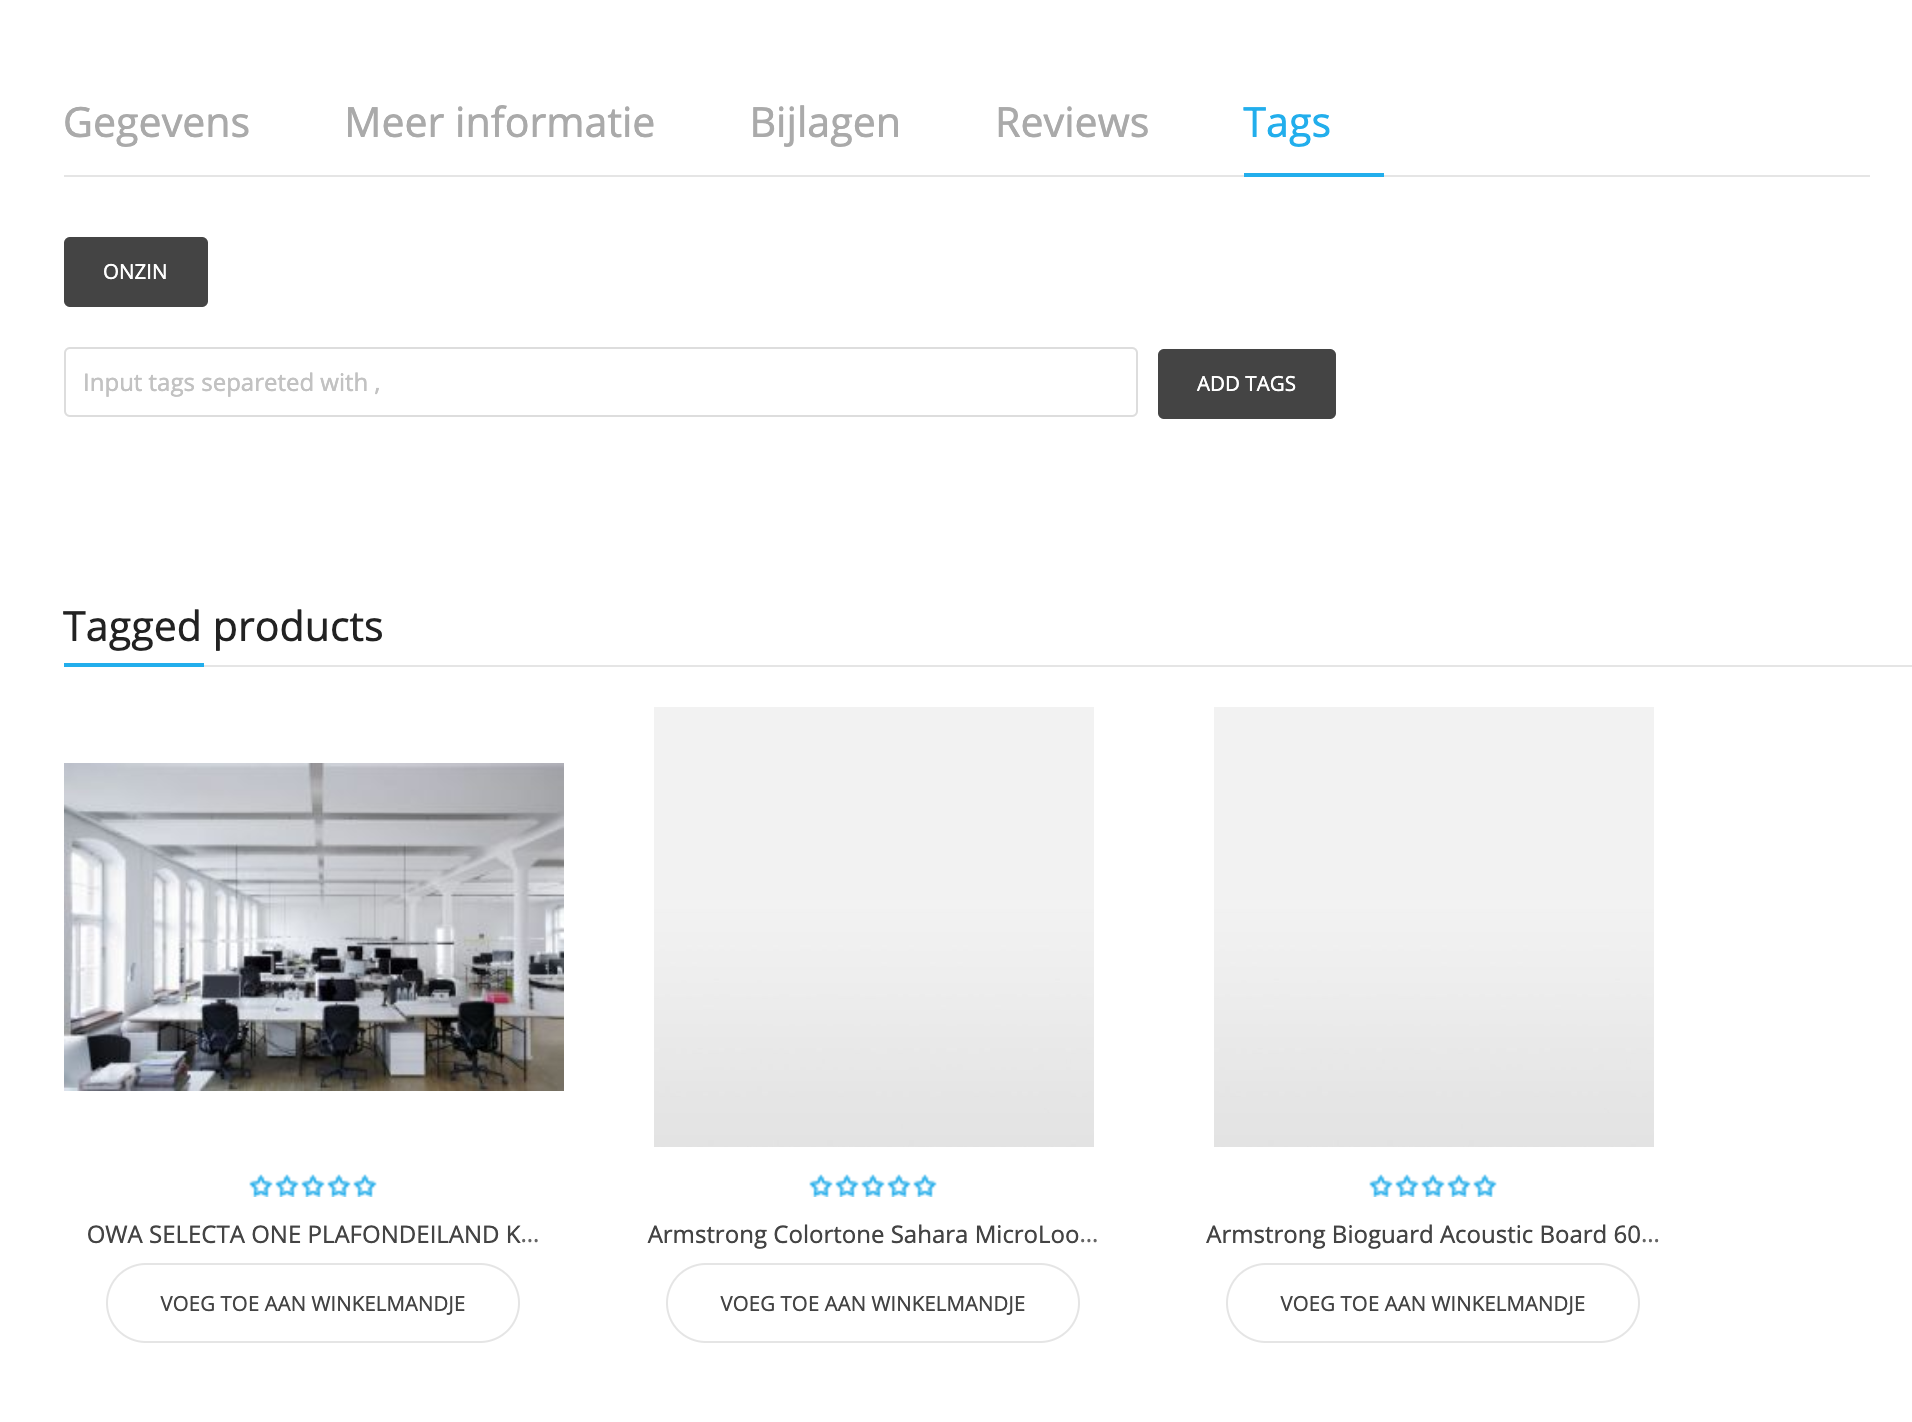 Gegevens Meer informatie Bijlagen Reviews Tags
ONZIN
Input tags separeted with ,
ADD TAGS
Tagged products
OWA SELECTA ONE PLAFONDEILAND K...
Armstrong Colortone Sahara MicroLoo...
Armstrong Bioguard Acoustic Board 60...
VOEG TOE AAN WINKELMANDJE
VOEG TOE AAN WINKELMANDJE
VOEG TOE AAN WINKELMANDJE